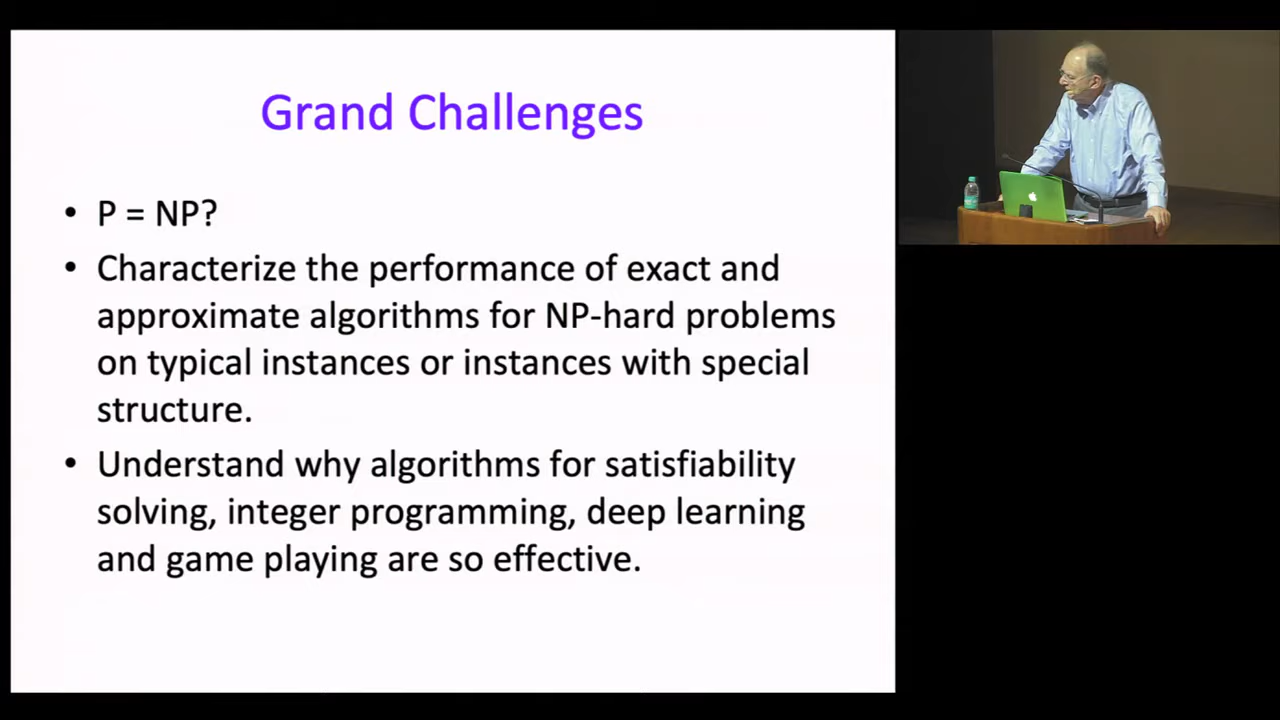 Grand Challenges
• P = NP?
• Characterize the performance of exact and
approximate algorithms for NP-hard problems
on typical instances or instances with special
structure.
• Understand why algorithms for satisfiability
solving, integer programming, deep learning
and game playing are so effective.